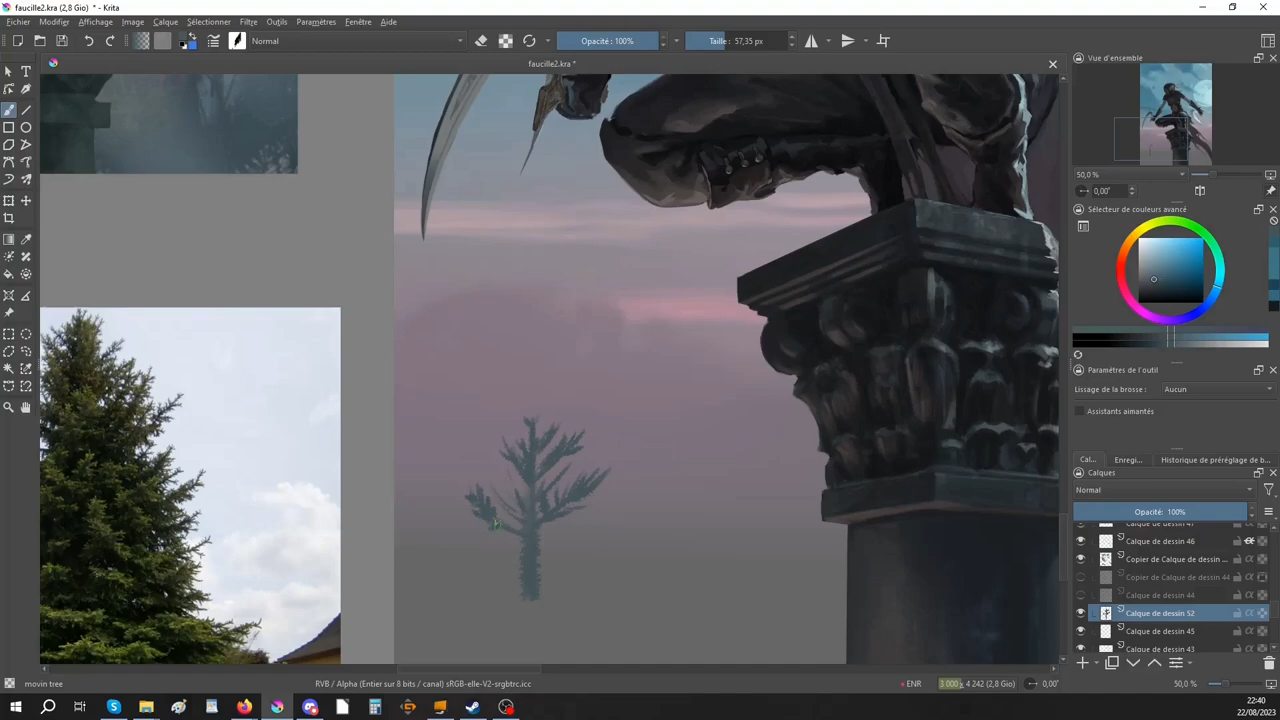 faucille2.kra (2,8 Gio) * - Krita
Fichier Modifier Affichage Image Calque Sélectionner Filtre Outils Paramètres Fenêtre Aide
Normal Opacité : 100% Taille : 57,35 px
faucille2.kra *
Vue d'ensemble
50,0 % 0,00°
Sélecteur de couleurs avancé
Paramètres de l'outil
Lissage de la brosse : Aucun
Assistants aimantés
Cal... Enregi... Historique de préréglage de b...
Calques
Normal
Opacité: 100%
Calque de dessin 47
Calque de dessin 46
Copier de Calque de dessin ...
Copier de Calque de dessin 44
Calque de dessin 44
Calque de dessin 52
Calque de dessin 45
Calque de dessin 43
movin tree RVB / Alpha (Entier sur 8 bits / canal) sRGB-elle-V2-srgbtrc.icc ENR 3 000 x 4 242 (2,8 Gio) 0,00° 50,0 %
22:40
22/08/2023